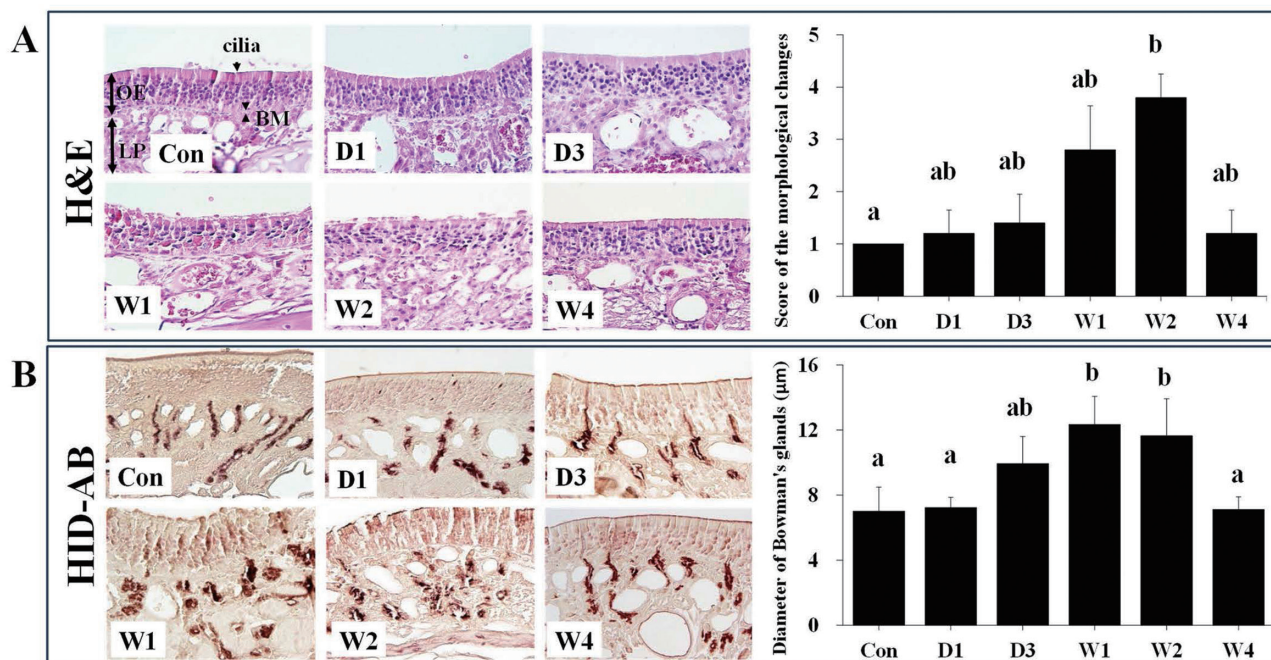 A
H&E
cilia
OE
BM
LP
Con
D1
D3
W1
W2
W4
Score of the morphological changes
5
4
3
2
1
0
a
ab
ab
ab
b
ab
Con D1 D3 W1 W2 W4
B
HID-AB
Con
D1
D3
W1
W2
W4
Diameter of Bowman's glands (µm)
16
12
8
4
0
a
a
ab
b
b
a
Con D1 D3 W1 W2 W4